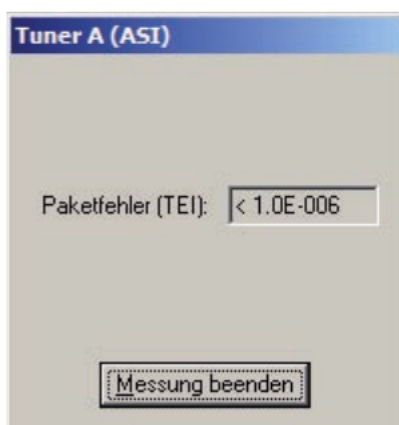 Tuner A (ASI)
Paketfehler (TEI): < 1.0E-006
Messung beenden